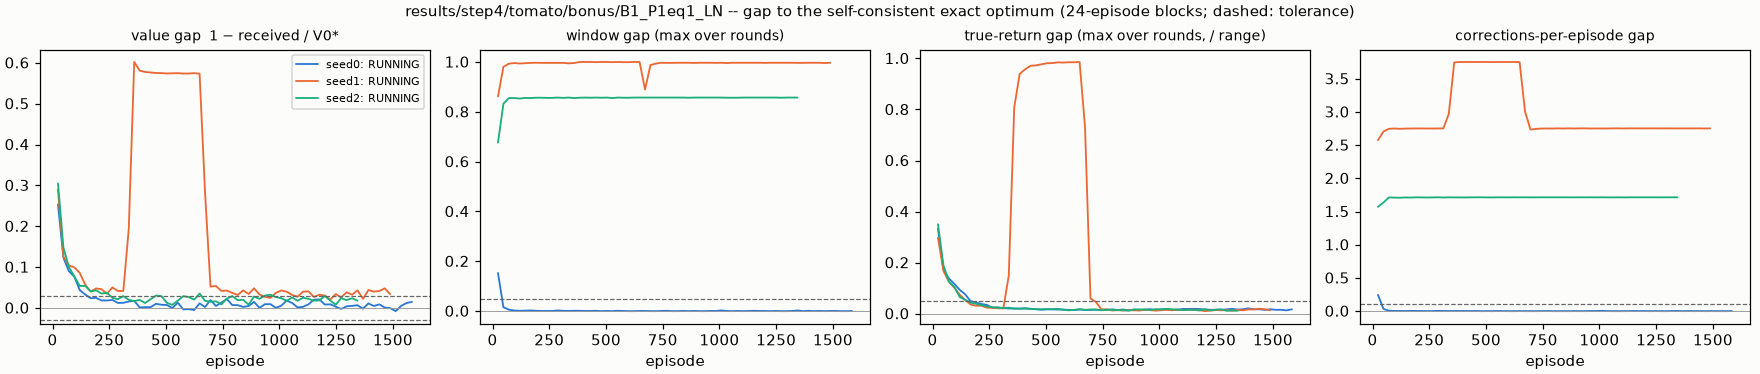 results/step4/tomato/bonus/B1_P1eq1_LN -- gap to the self-consistent exact optimum (24-episode blocks; dashed: tolerance)
value gap 1 − received / V0*
0.6
0.5
0.4
0.3
0.2
0.1
0.0
seed0: RUNNING
seed1: RUNNING
seed2: RUNNING
0 250 500 750 1000 1250 1500
episode
window gap (max over rounds)
1.0
0.8
0.6
0.4
0.2
0.0
0 250 500 750 1000 1250 1500
episode
true-return gap (max over rounds, / range)
1.0
0.8
0.6
0.4
0.2
0.0
0 250 500 750 1000 1250 1500
episode
corrections-per-episode gap
3.5
3.0
2.5
2.0
1.5
1.0
0.5
0.0
0 250 500 750 1000 1250 1500
episode